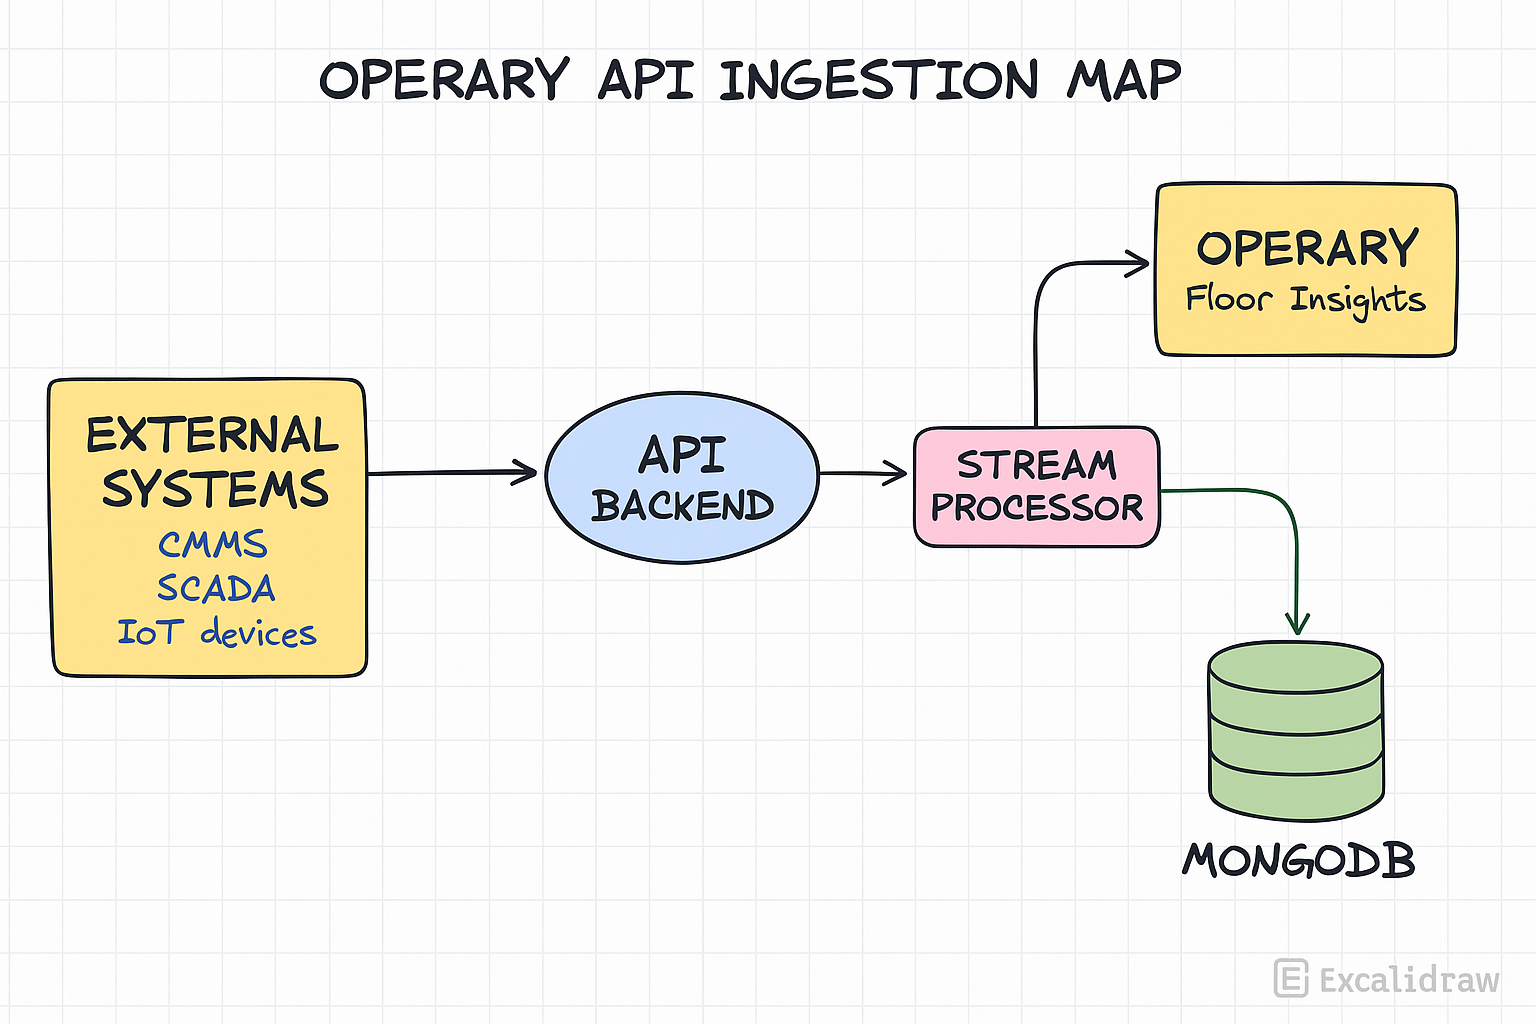 OPERARY API INGESTION MAP
OPERARY
Floor Insights
EXTERNAL
SYSTEMS
CMMS
SCADA
IoT devices
API
BACKEND
STREAM
PROCESSOR
MONGODB
Excalidraw